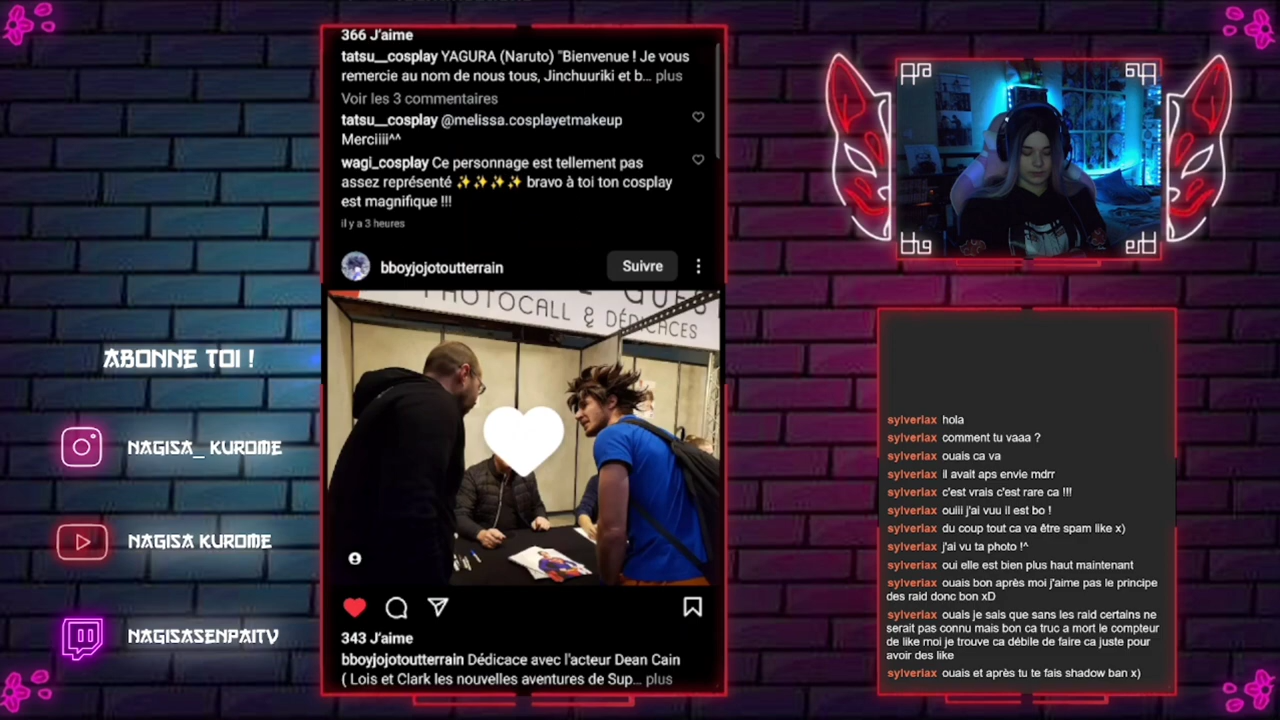 366 J'aime
tatsu__cosplay YAGURA (Naruto) "Bienvenue ! Je vous
remercie au nom de nous tous, Jinchuuriki et b... plus
Voir les 3 commentaires
tatsu__cosplay @melissa.cosplayetmakeup
Merciiii^^
wagi_cosplay Ce personnage est tellement pas
assez représenté ✨✨✨✨ bravo à toi ton cosplay
est magnifique !!!
il y a 3 heures
bboyjojotoutterrain
Suivre
PHOTOCALL & DÉDICACES
343 J'aime
bboyjojotoutterrain Dédicace avec l'acteur Dean Cain
( Lois et Clark les nouvelles aventures de Sup... plus
ABONNE TOI !
NAGISA_ KUROME
NAGISA KUROME
NAGISASENPAITV
sylveriax hola
sylveriax comment tu vaaa ?
sylveriax ouais ca va
sylveriax il avait aps envie mdrr
sylveriax c'est vrais c'est rare ca !!!
sylveriax ouiii j'ai vuu il est bo !
sylveriax du coup tout ca va être spam like x)
sylveriax j'ai vu ta photo !^
sylveriax oui elle est bien plus haut maintenant
sylveriax ouais bon après moi j'aime pas le principe
des raid donc bon xD
sylveriax ouais je sais que sans les raid certains ne
serait pas connu mais bon ca truc a mort le compteur
de like moi je trouve ca débile de faire ca juste pour
avoir des like
sylveriax ouais et après tu te fais shadow ban x)